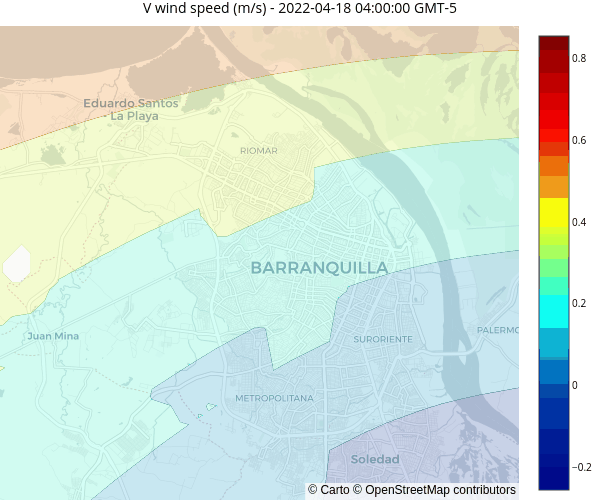 V wind speed (m/s) - 2022-04-18 04:00:00 GMT-5
Eduardo Santos
La Playa
RIOMAR
BARRANQUILLA
Juan Mina
SURORIENTE
PALERMO
METROPOLITANA
Soledad
© Carto © OpenStreetMap contributors
0.8
0.6
0.4
0.2
0
−0.2